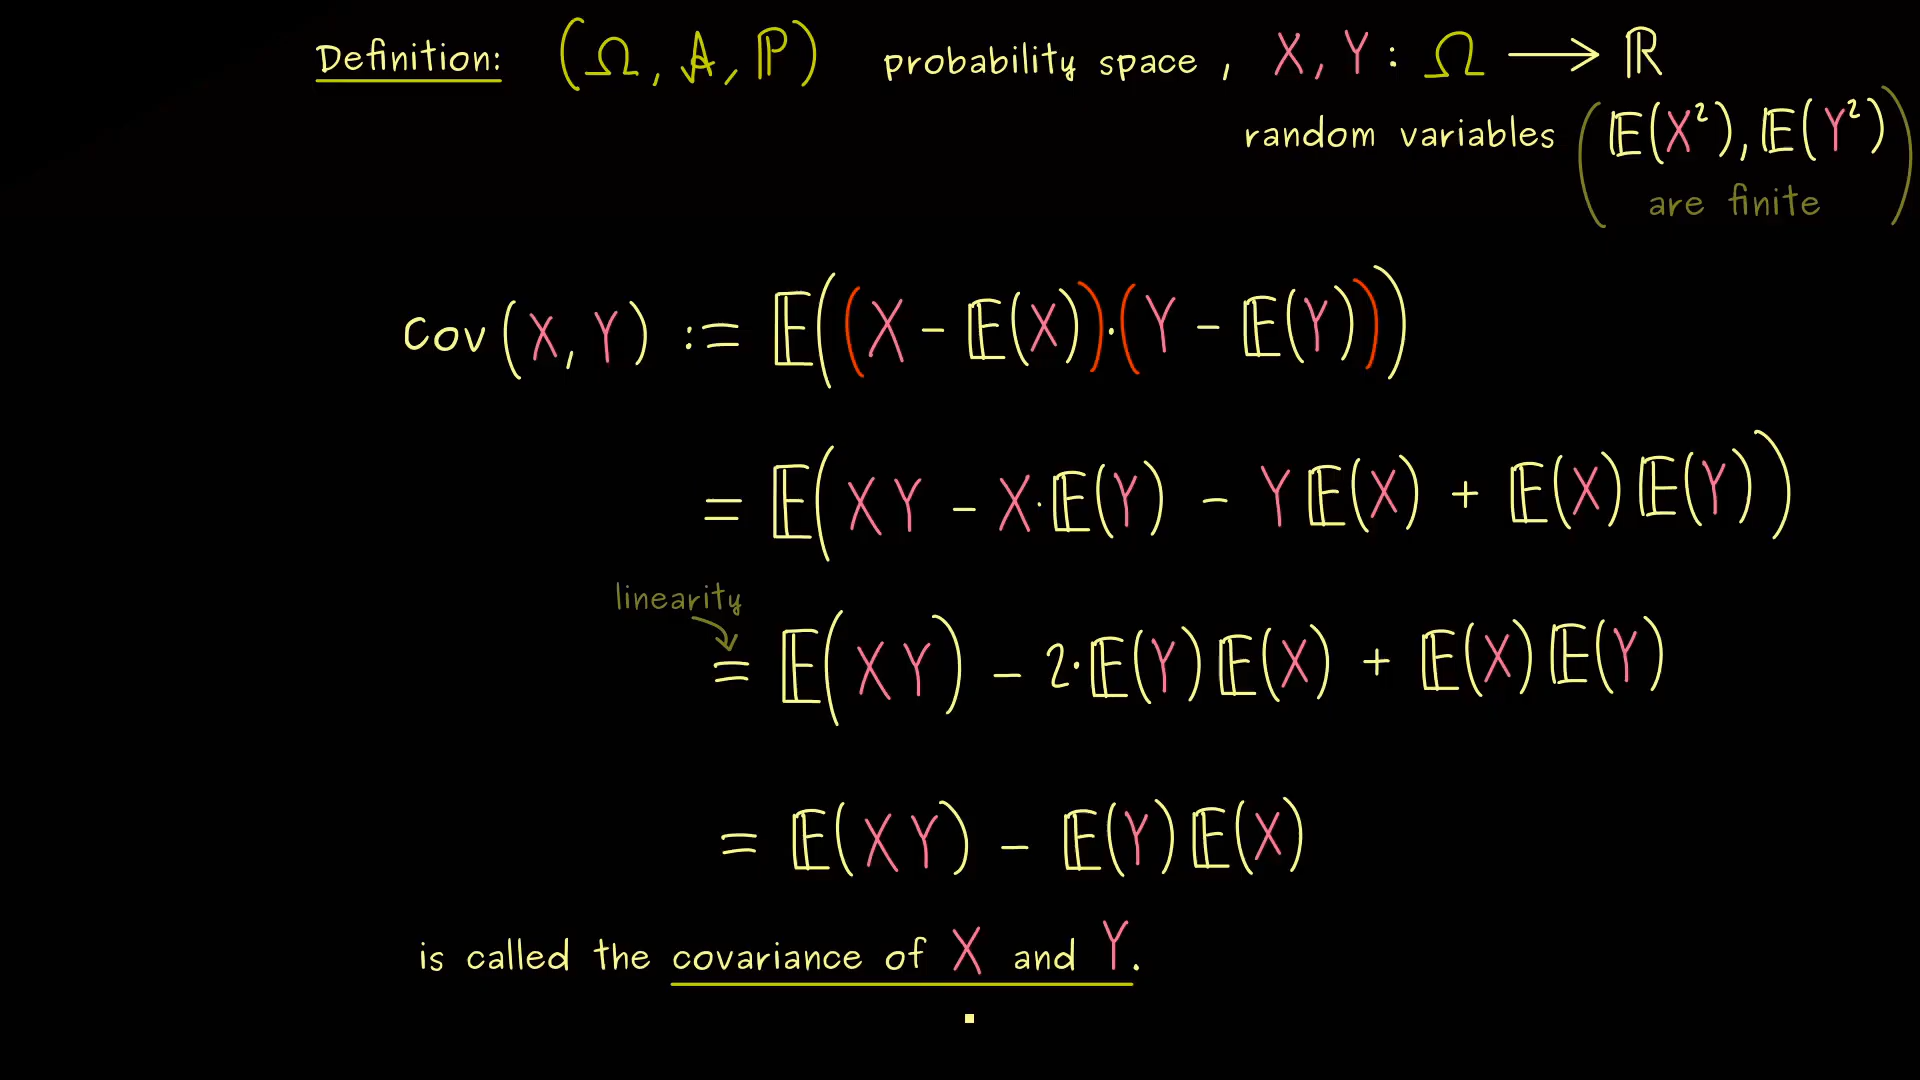 Definition: (Ω, 𝒜, ℙ) probability space, X, Y: Ω ⟶ ℝ
random variables (𝔼(X²), 𝔼(Y²)
are finite)
Cov(X, Y) := 𝔼((X − 𝔼(X))·(Y − 𝔼(Y)))
= 𝔼(XY − X·𝔼(Y) − Y𝔼(X) + 𝔼(X)𝔼(Y))
linearity
= 𝔼(XY) − 2·𝔼(Y)𝔼(X) + 𝔼(X)𝔼(Y)
= 𝔼(XY) − 𝔼(Y)𝔼(X)
is called the covariance of X and Y.